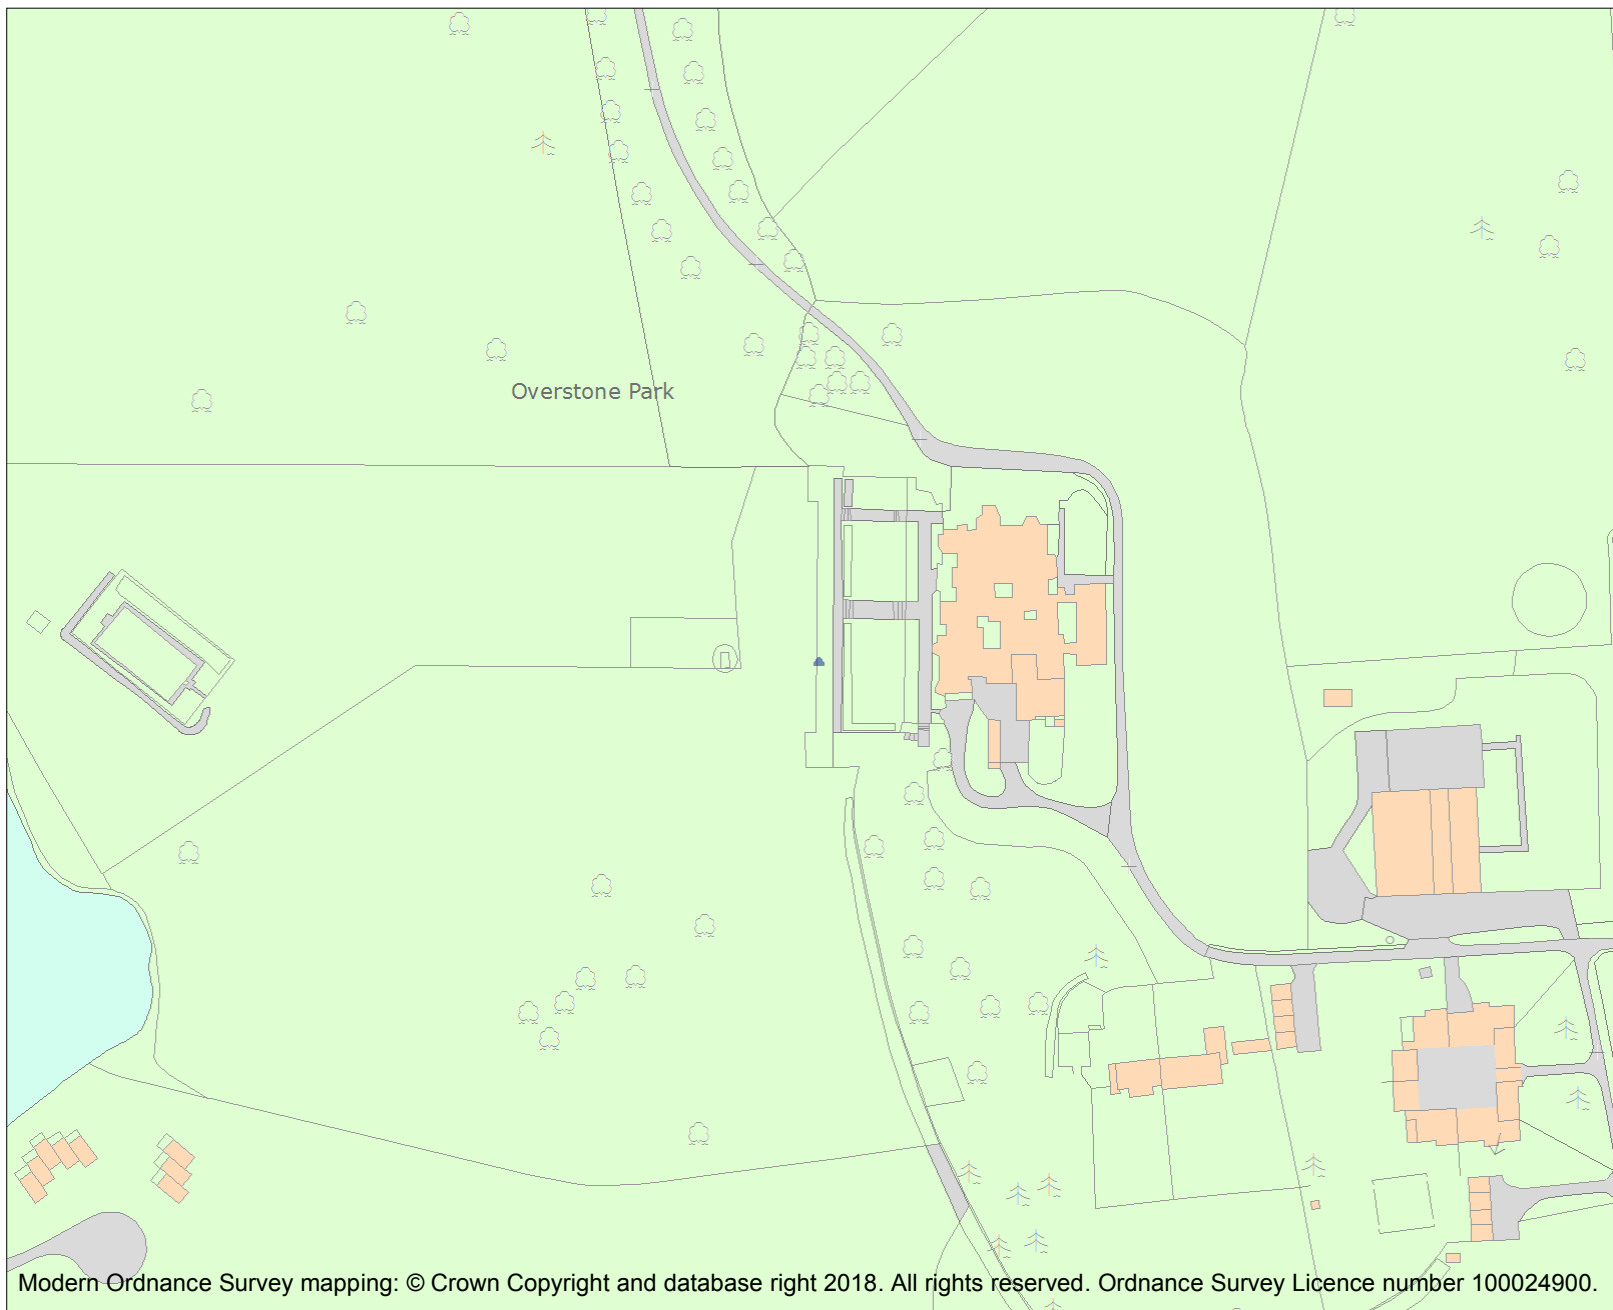 Overstone Park
Modern Ordnance Survey mapping: © Crown Copyright and database right 2018. All rights reserved. Ordnance Survey Licence number 100024900.